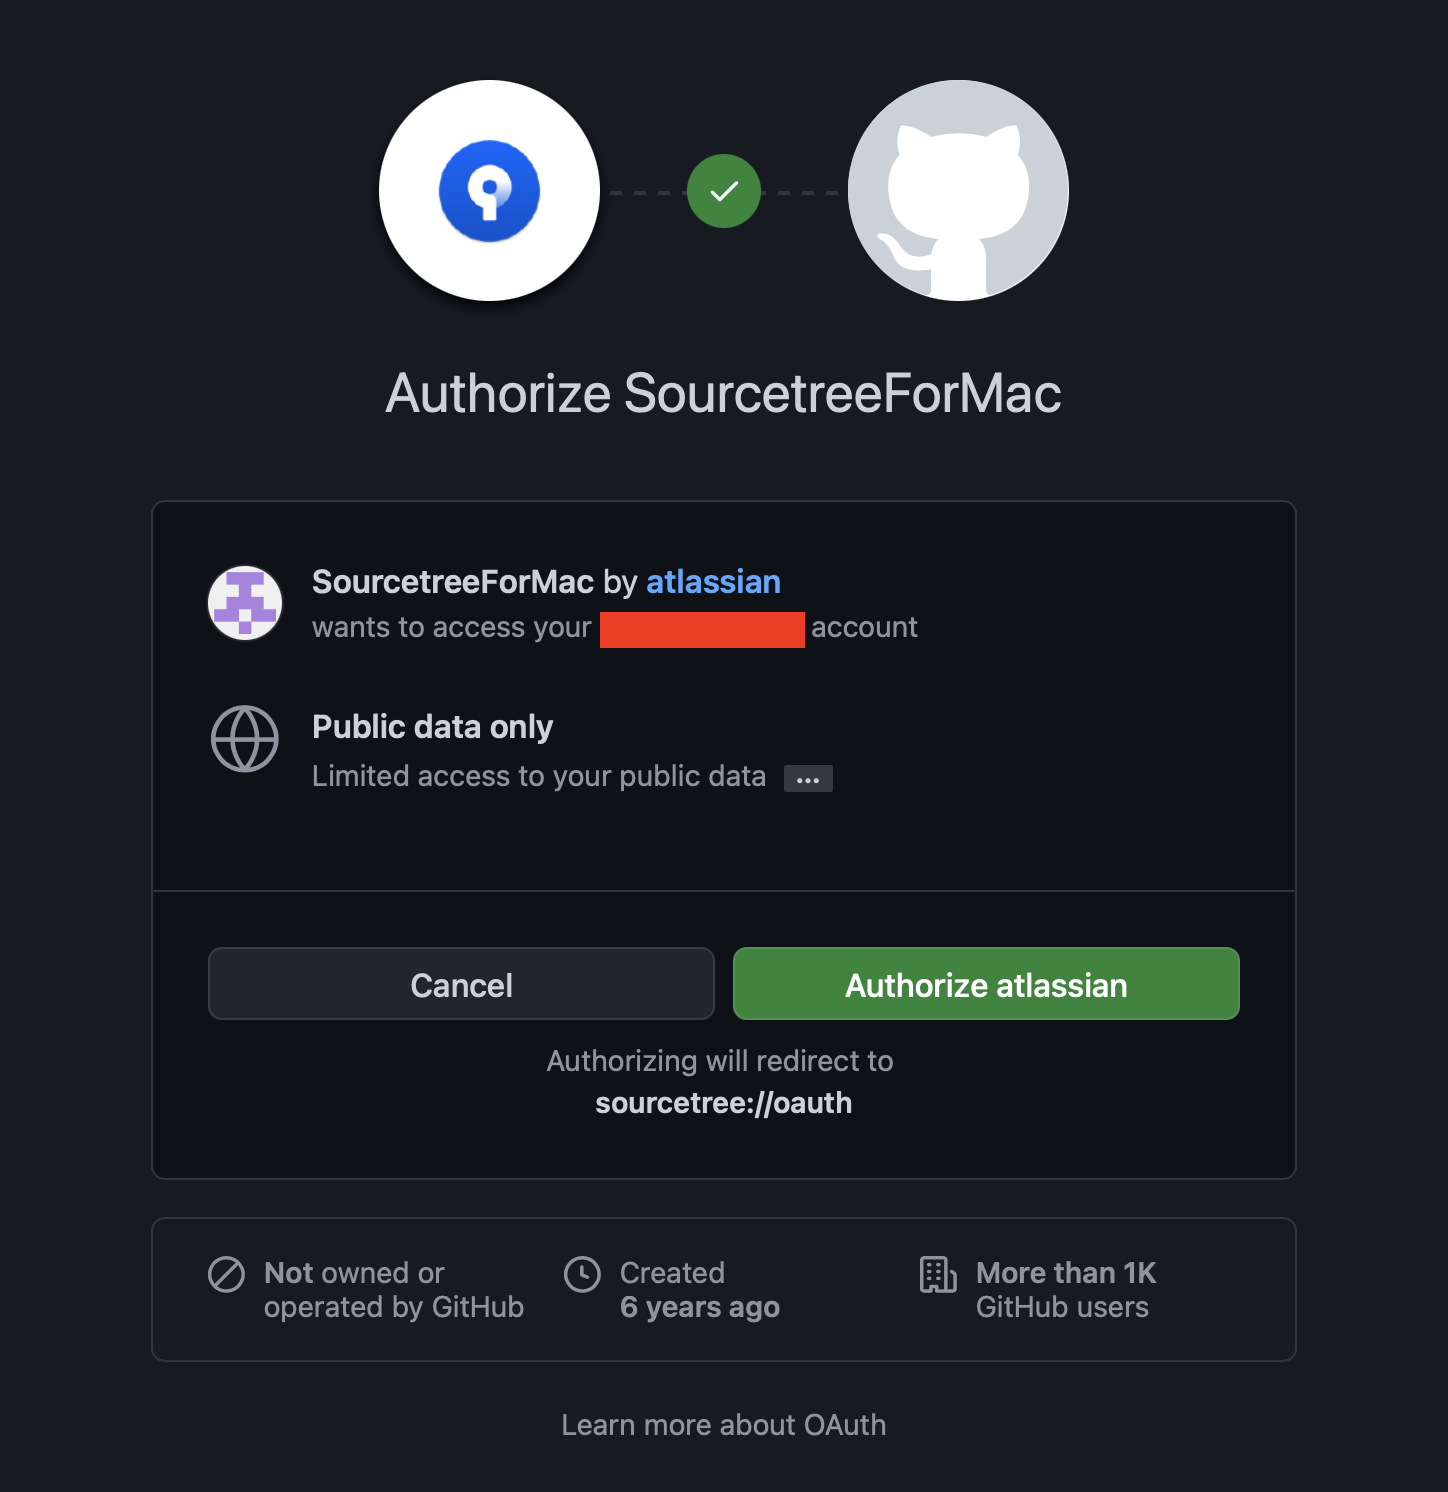 Authorize SourcetreeForMac
SourcetreeForMac by atlassian
wants to access your account
Public data only
Limited access to your public data ...
Cancel
Authorize atlassian
Authorizing will redirect to
sourcetree://oauth
Not owned or
operated by GitHub
Created
6 years ago
More than 1K
GitHub users
Learn more about OAuth